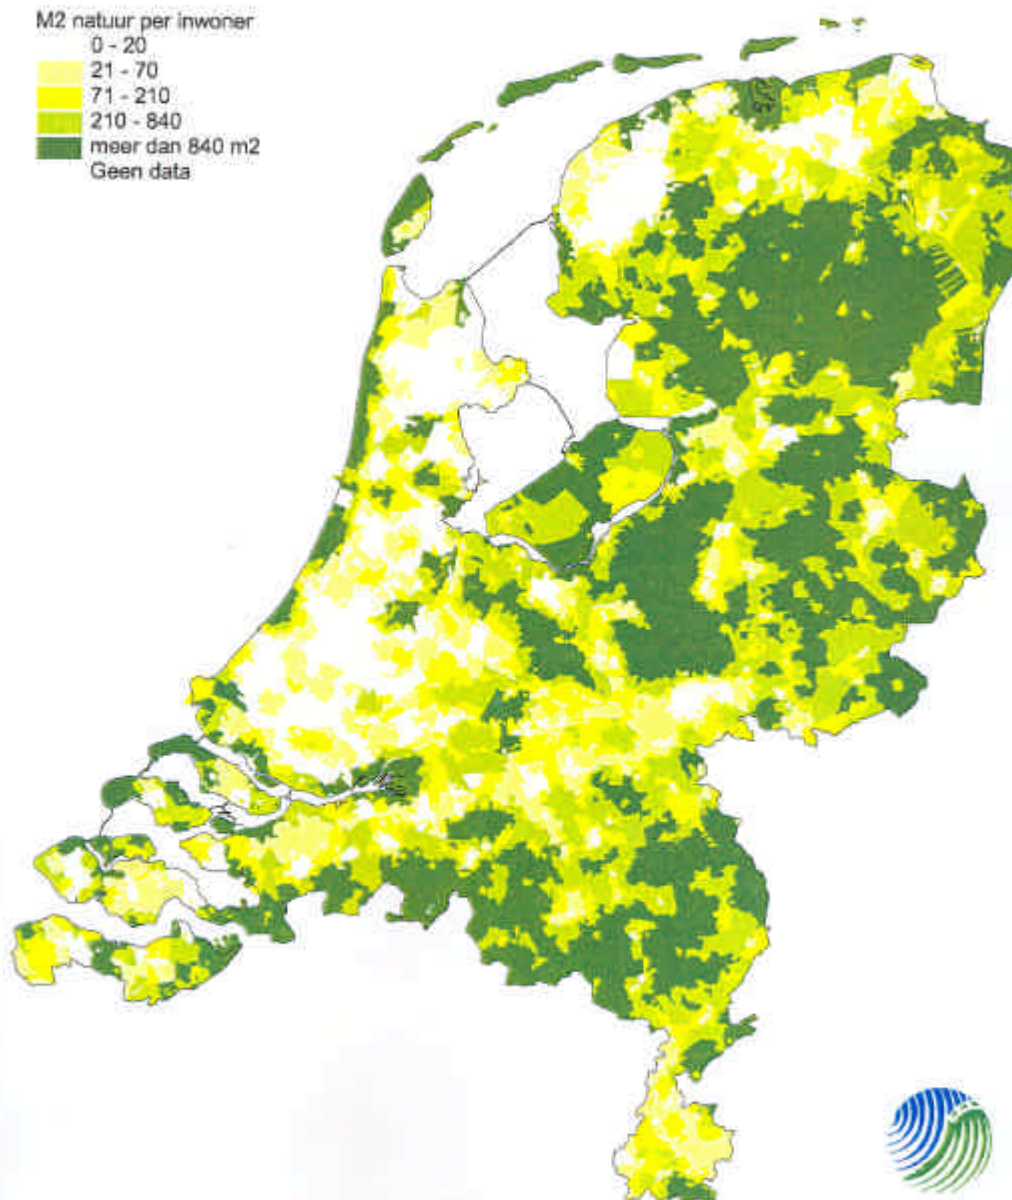 M2 natuur per inwoner
0 - 20
21 - 70
71 - 210
210 - 840
meer dan 840 m2
Geen data